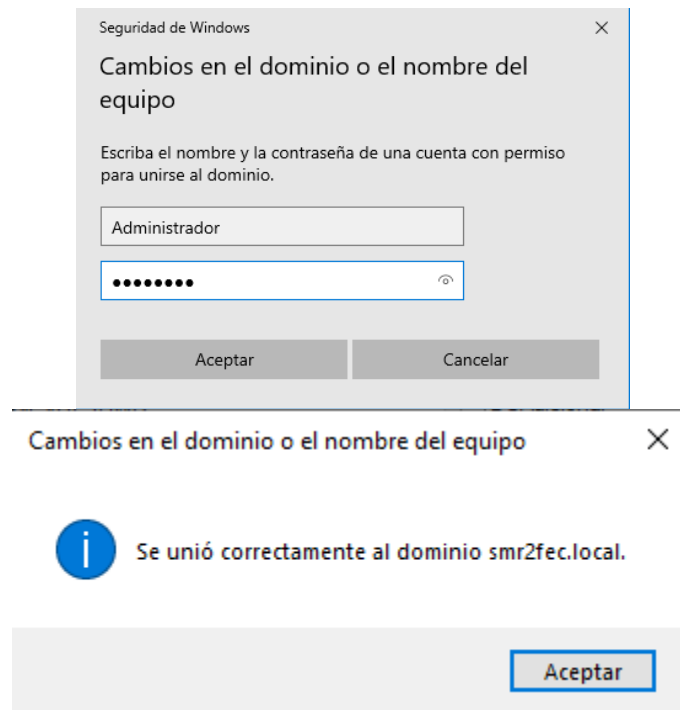 Seguridad de Windows
Cambios en el dominio o el nombre del
equipo
Escriba el nombre y la contraseña de una cuenta con permiso
para unirse al dominio.
Administrador
●●●●●●●●
Aceptar Cancelar
Cambios en el dominio o el nombre del equipo
Se unió correctamente al dominio smr2fec.local.
Aceptar